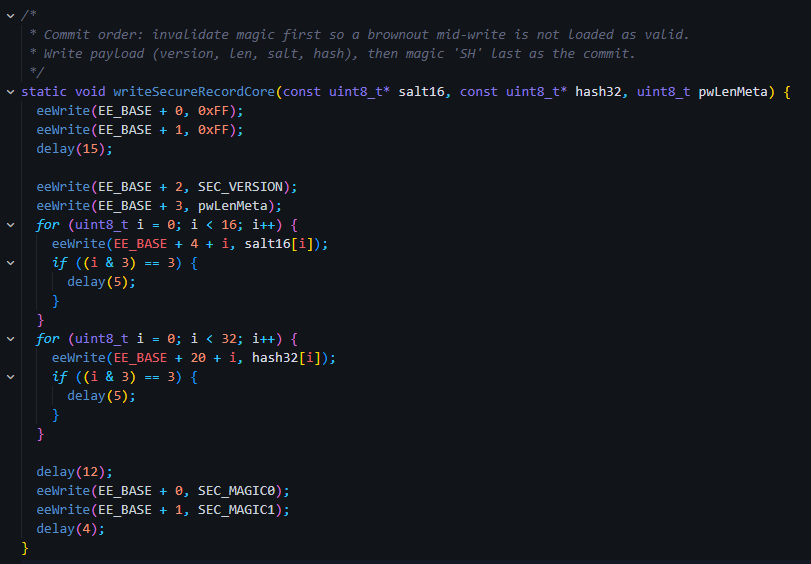 /*
 * Commit order: invalidate magic first so a brownout mid-write is not loaded as valid.
 * Write payload (version, len, salt, hash), then magic 'SH' last as the commit.
 */
static void writeSecureRecordCore(const uint8_t* salt16, const uint8_t* hash32, uint8_t pwLenMeta) {
  eeWrite(EE_BASE + 0, 0xFF);
  eeWrite(EE_BASE + 1, 0xFF);
  delay(15);

  eeWrite(EE_BASE + 2, SEC_VERSION);
  eeWrite(EE_BASE + 3, pwLenMeta);
  for (uint8_t i = 0; i < 16; i++) {
    eeWrite(EE_BASE + 4 + i, salt16[i]);
    if ((i & 3) == 3) {
      delay(5);
    }
  }
  for (uint8_t i = 0; i < 32; i++) {
    eeWrite(EE_BASE + 20 + i, hash32[i]);
    if ((i & 3) == 3) {
      delay(5);
    }
  }

  delay(12);
  eeWrite(EE_BASE + 0, SEC_MAGIC0);
  eeWrite(EE_BASE + 1, SEC_MAGIC1);
  delay(4);
}